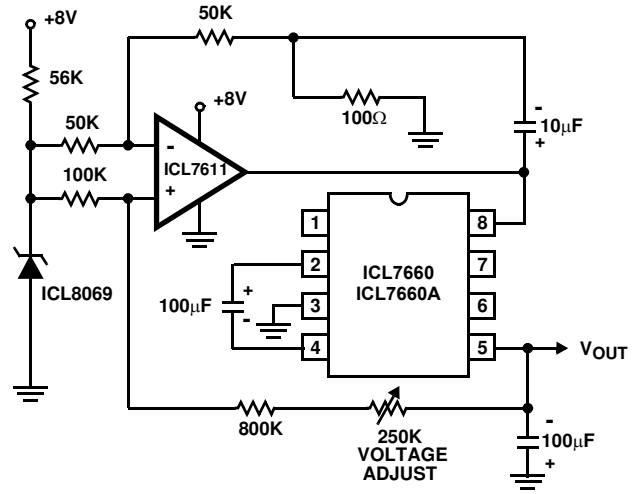 +8V
56K
50K
100K
ICL8069
50K
+8V
-
ICL7611
+
100Ω
-
10µF
+
1
2
3
4
8
7
6
5
ICL7660
ICL7660A
+
100µF
-
VOUT
800K
250K
VOLTAGE
ADJUST
-
100µF
+